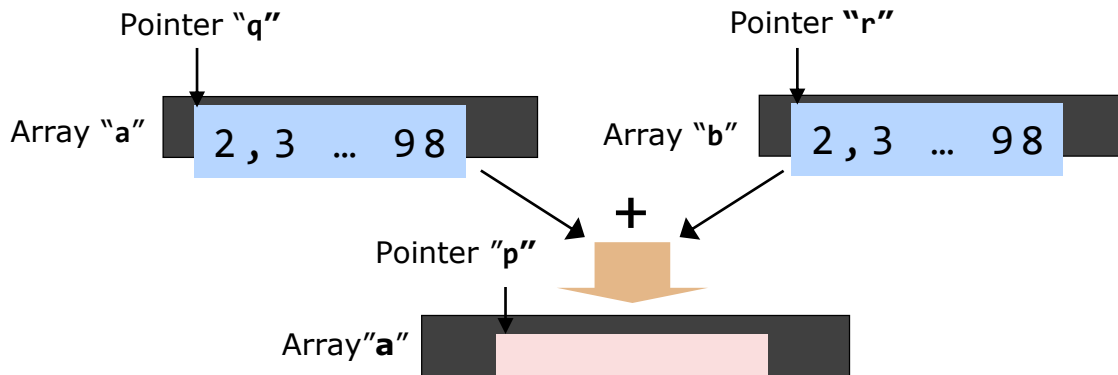 Pointer “q”
Pointer “r”
Array “a”
2,3 … 98
Array “b”
2,3 … 98
+
Pointer ”p”
Array”a”